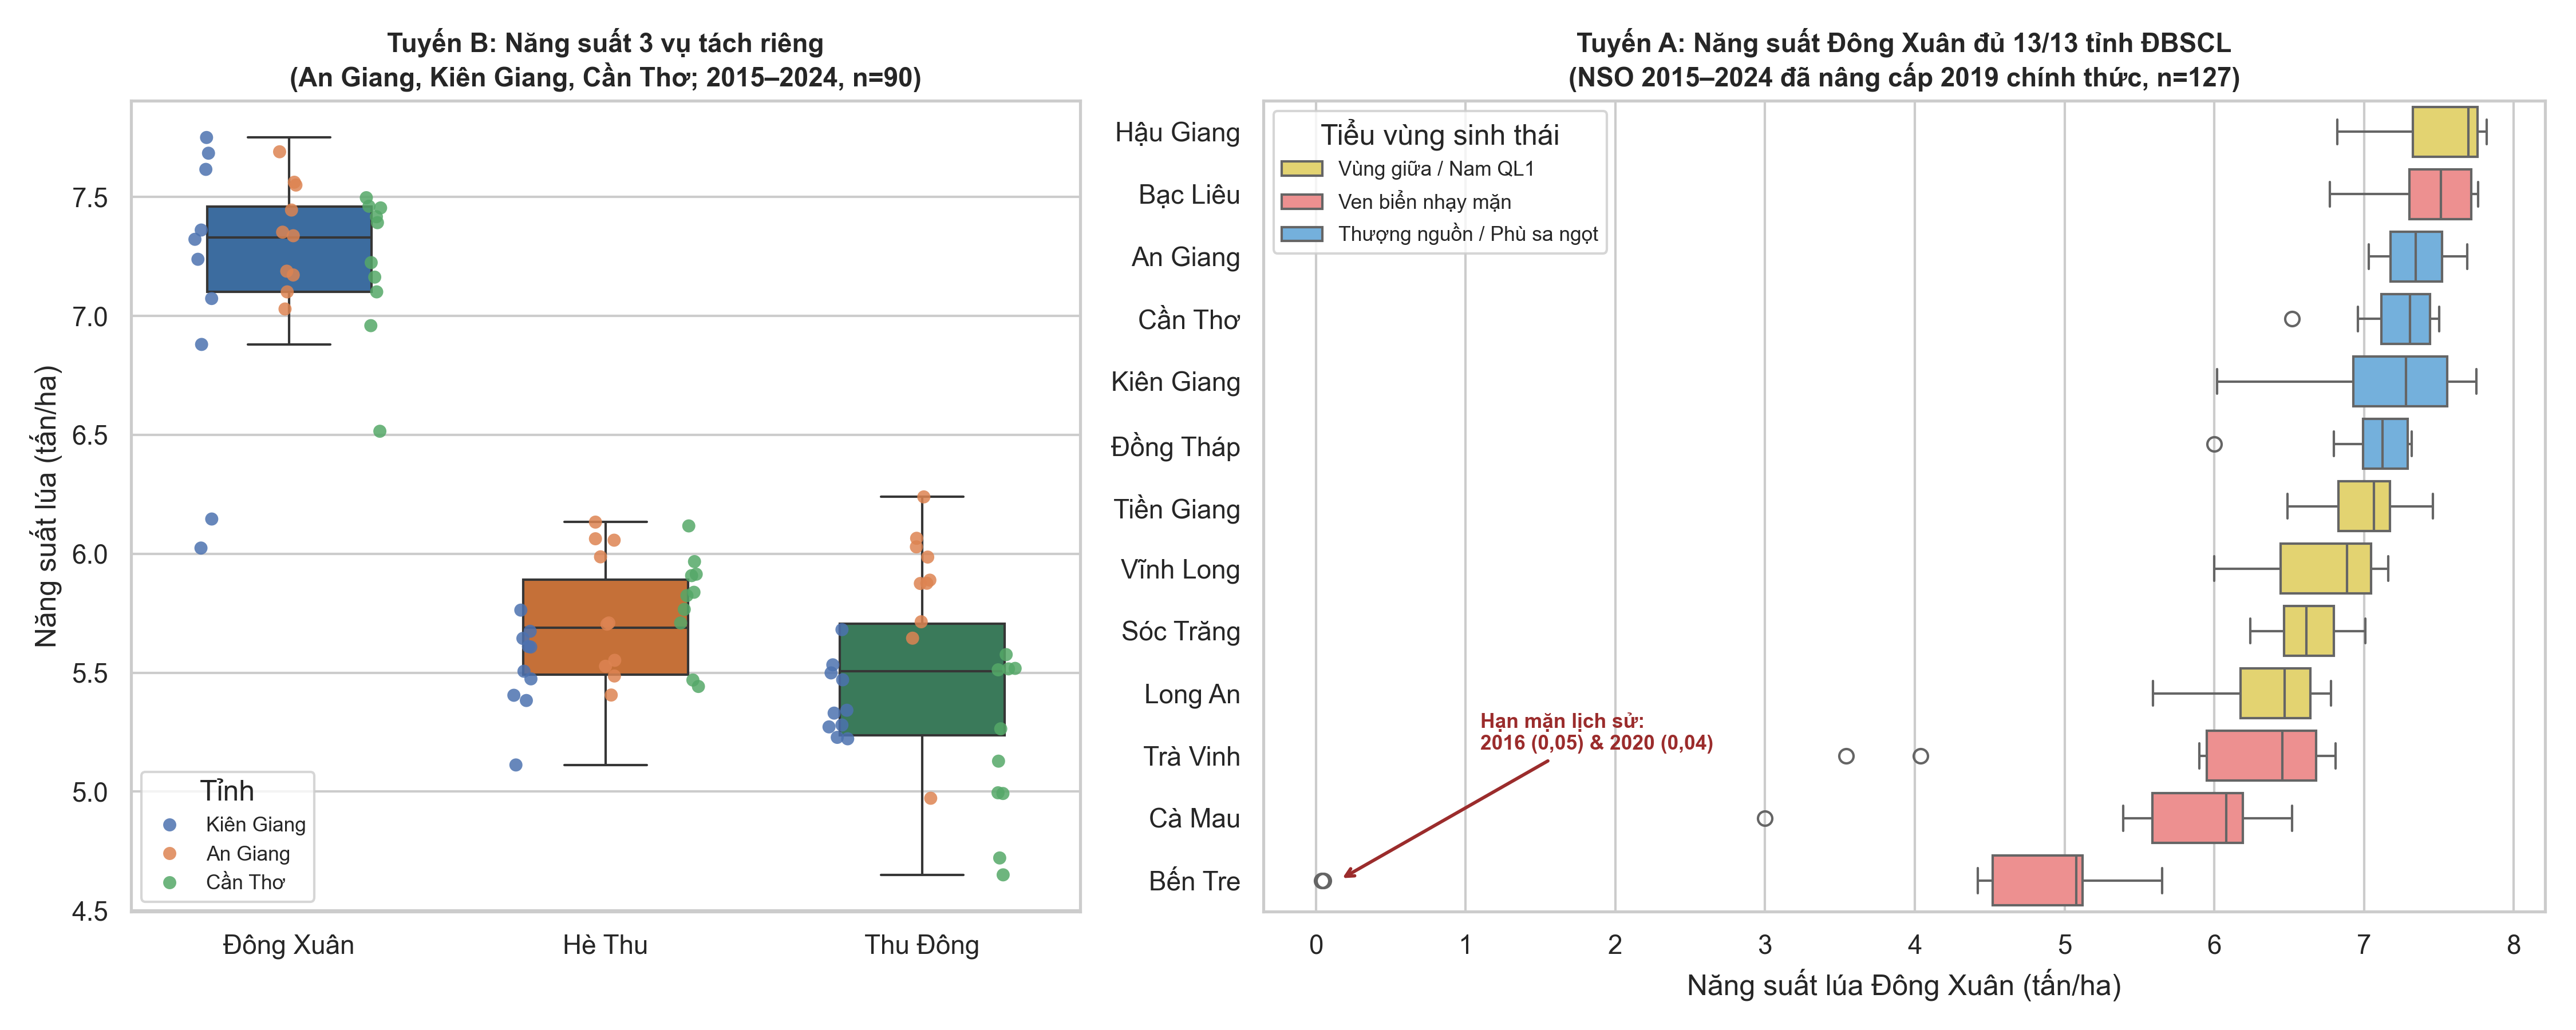 Tuyến B: Năng suất 3 vụ tách riêng
(An Giang, Kiên Giang, Cần Thơ; 2015–2024, n=90)
Năng suất lúa (tấn/ha)
7.5
7.0
6.5
6.0
5.5
5.0
4.5
Tỉnh
Kiên Giang
An Giang
Cần Thơ
Đông Xuân
Hè Thu
Thu Đông
Tuyến A: Năng suất Đông Xuân đủ 13/13 tỉnh ĐBSCL
(NSO 2015–2024 đã nâng cấp 2019 chính thức, n=127)
Tiểu vùng sinh thái
Vùng giữa / Nam QL1
Ven biển nhạy mặn
Thượng nguồn / Phù sa ngọt
Hậu Giang
Bạc Liêu
An Giang
Cần Thơ
Kiên Giang
Đồng Tháp
Tiền Giang
Vĩnh Long
Sóc Trăng
Long An
Trà Vinh
Cà Mau
Bến Tre
Hạn mặn lịch sử:
2016 (0,05) & 2020 (0,04)
0
1
2
3
4
5
6
7
8
Năng suất lúa Đông Xuân (tấn/ha)